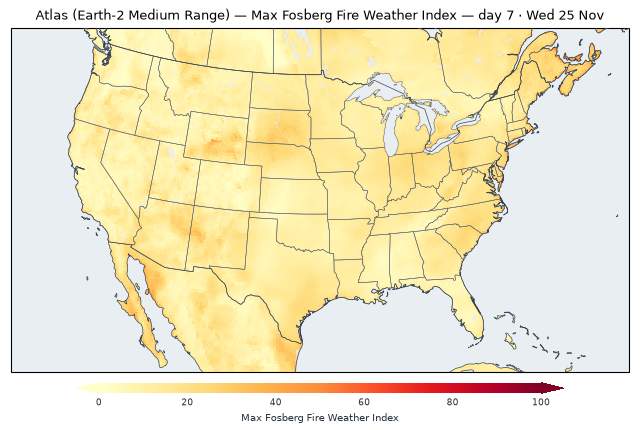 Atlas (Earth-2 Medium Range) — Max Fosberg Fire Weather Index — day 7 · Wed 25 Nov
0 20 40 60 80 100
Max Fosberg Fire Weather Index